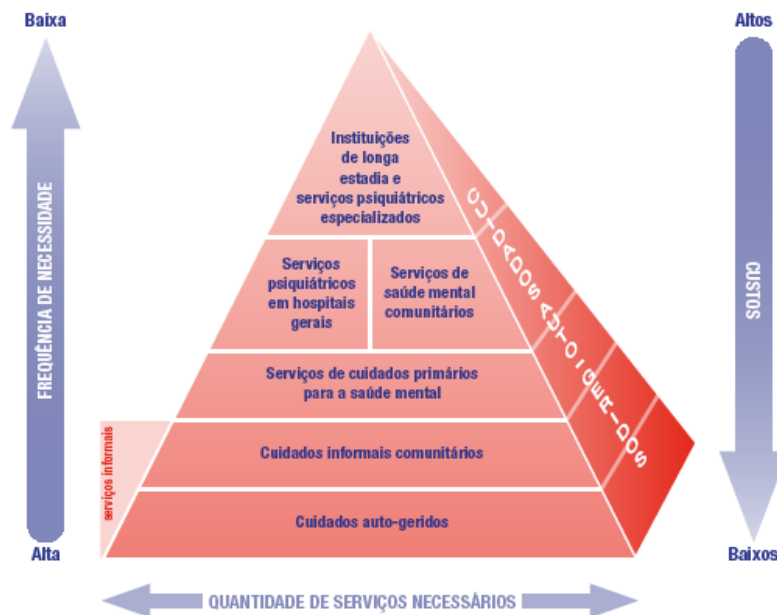 Baixa
Altos
FREQUÊNCIA DE NECESSIDADE
Instituições
de longa
estadia e
serviços psiquiátricos
especializados
CUIDADOS AUTO IGERIDOS
CUSTOS
Serviços
psiquiátricos
em hospitais
gerais
Serviços de
saúde mental
comunitários
Serviços de cuidados primários
para a saúde mental
serviços informais
Cuidados informais comunitários
Cuidados auto-geridos
Alta
Baixos
QUANTIDADE DE SERVIÇOS NECESSÁRIOS